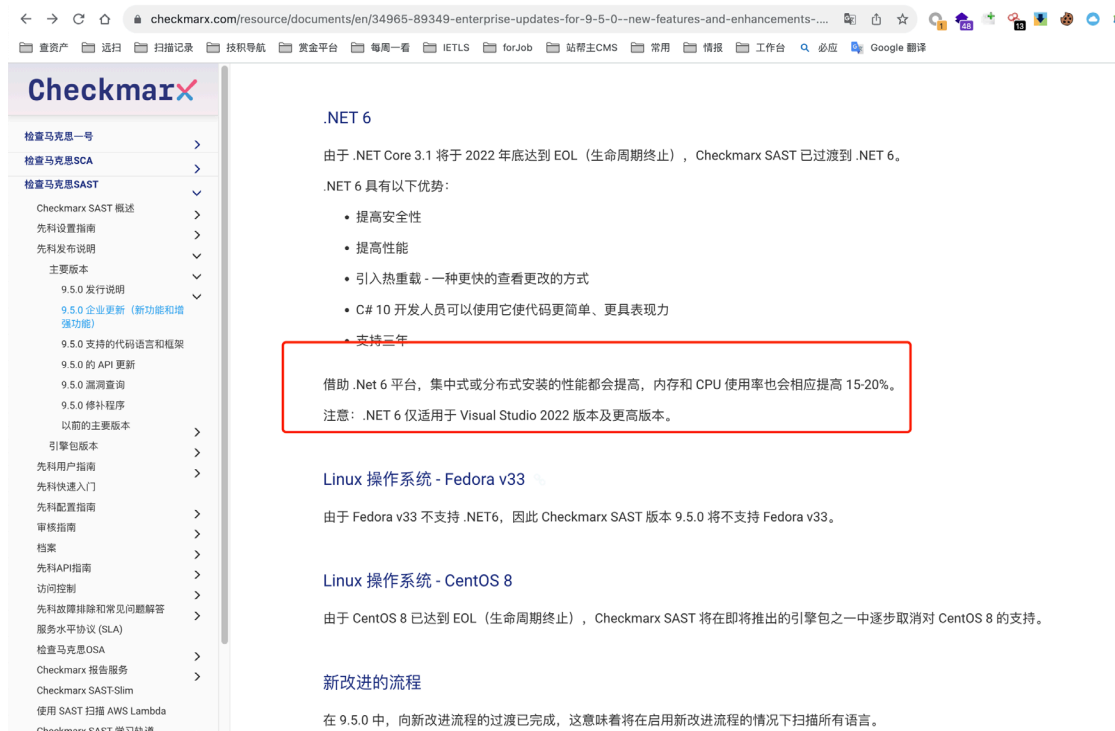 checkmarx.com/resource/documents/en/34965-89349-enterprise-updates-for-9-5-0--new-features-and-enhancements-....
1 48 13
查资产 远扫 扫描记录 技积导航 赏金平台 每周一看 IETLS forJob 站帮主CMS 常用 情报 工作台 必应 Google 翻译
Checkmarx
检查马克思一号
检查马克思SCA
检查马克思SAST
Checkmarx SAST 概述
先科设置指南
先科发布说明
主要版本
9.5.0 发行说明
9.5.0 企业更新（新功能和增
强功能）
9.5.0 支持的代码语言和框架
9.5.0 的 API 更新
9.5.0 漏洞查询
9.5.0 修补程序
以前的主要版本
引擎包版本
先科用户指南
先科快速入门
先科配置指南
审核指南
档案
先科API指南
访问控制
先科故障排除和常见问题解答
服务水平协议 (SLA)
检查马克思OSA
Checkmarx 报告服务
Checkmarx SAST-Slim
使用 SAST 扫描 AWS Lambda
Checkmarx SAST 学习轨道
.NET 6
由于 .NET Core 3.1 将于 2022 年底达到 EOL（生命周期终止），Checkmarx SAST 已过渡到 .NET 6。
.NET 6 具有以下优势：
• 提高安全性
• 提高性能
• 引入热重载 - 一种更快的查看更改的方式
• C# 10 开发人员可以使用它使代码更简单、更具表现力
• 支持三年
借助 .Net 6 平台，集中式或分布式安装的性能都会提高，内存和 CPU 使用率也会相应提高 15-20%。
注意：.NET 6 仅适用于 Visual Studio 2022 版本及更高版本。
Linux 操作系统 - Fedora v33
由于 Fedora v33 不支持 .NET6，因此 Checkmarx SAST 版本 9.5.0 将不支持 Fedora v33。
Linux 操作系统 - CentOS 8
由于 CentOS 8 已达到 EOL（生命周期终止），Checkmarx SAST 将在即将推出的引擎包之一中逐步取消对 CentOS 8 的支持。
新改进的流程
在 9.5.0 中，向新改进流程的过渡已完成，这意味着将在启用新改进流程的情况下扫描所有语言。